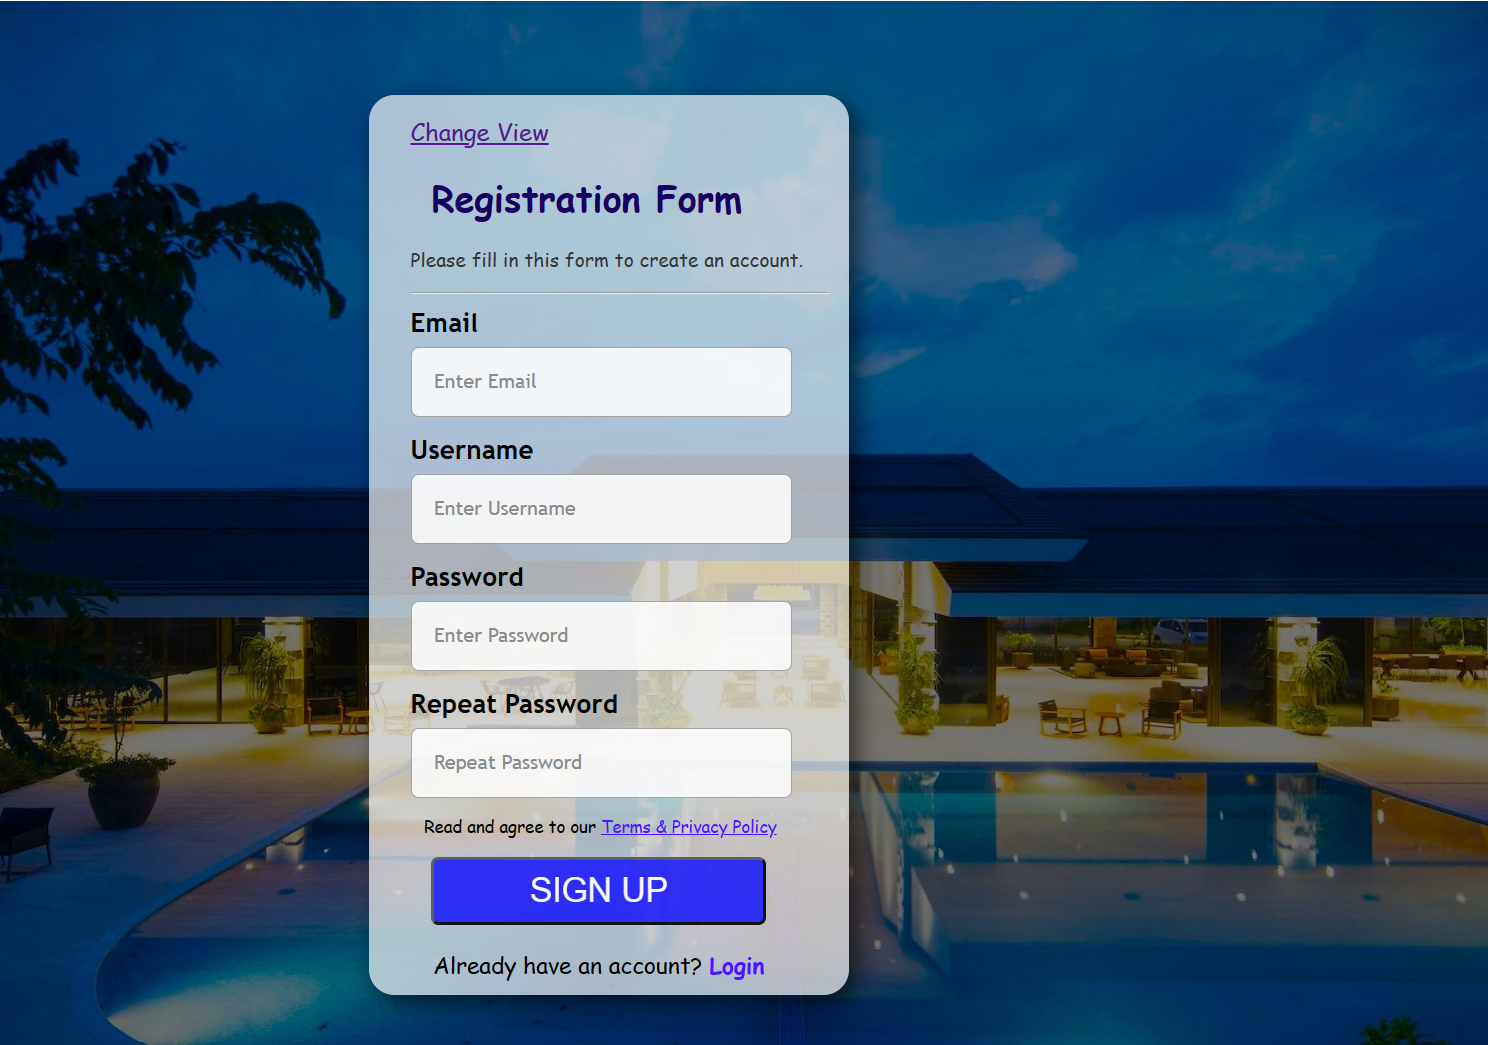 Change View
Registration Form
Please fill in this form to create an account.
Email
Enter Email
Username
Enter Username
Password
Enter Password
Repeat Password
Repeat Password
Read and agree to our Terms & Privacy Policy
SIGN UP
Already have an account? Login